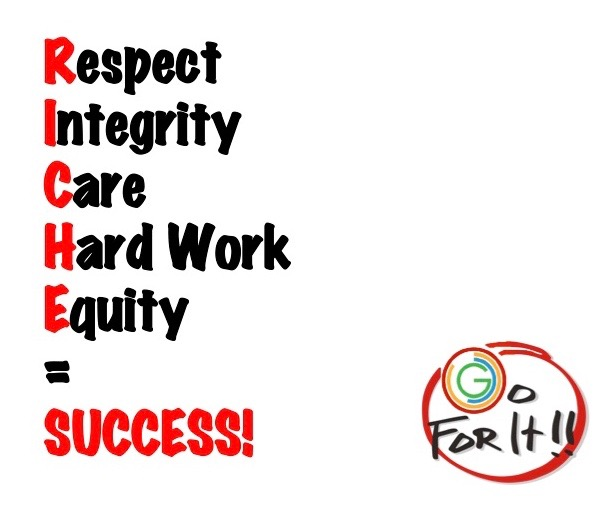 Respect
Integrity
Care
Hard Work
Equity
=
SUCCESS!
Go
FOR It!!